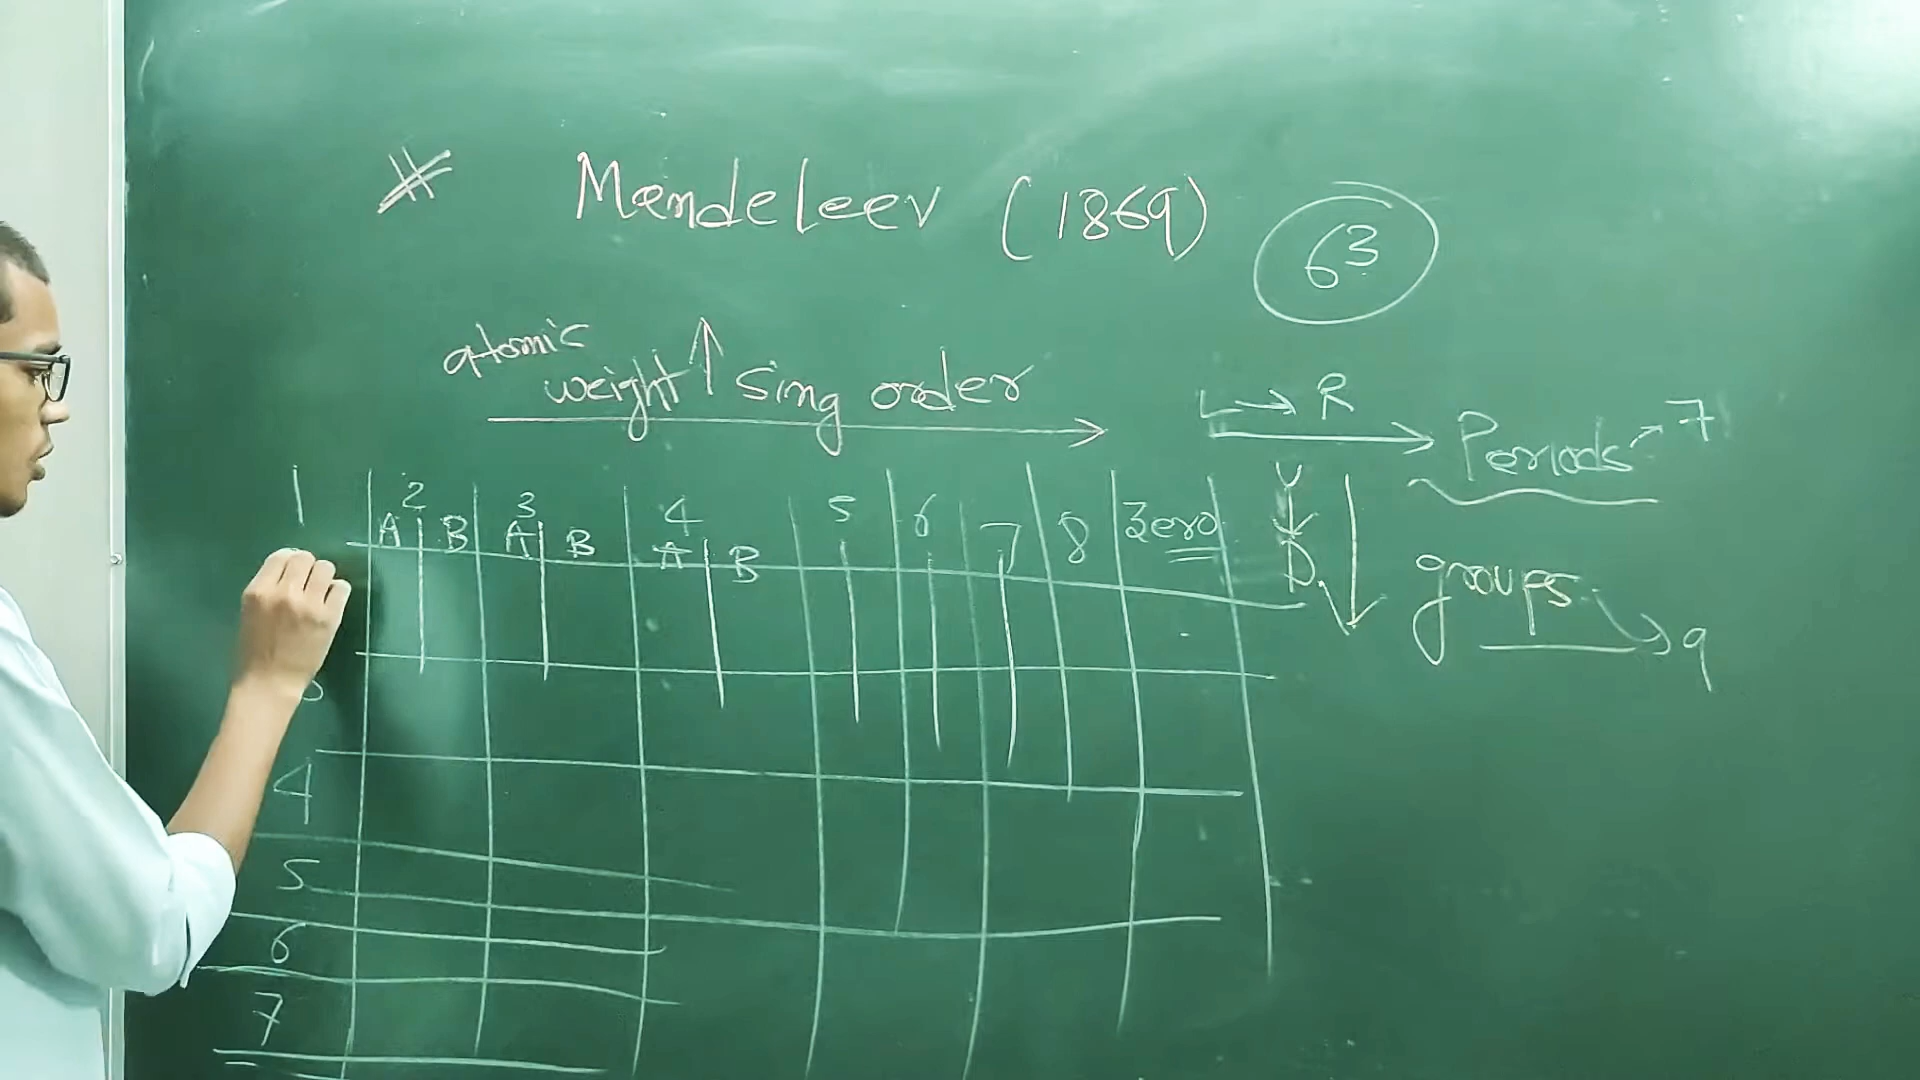 Mendeleev (1869) 63
atomic
weight ↑ sing order
L → R
Periods → 7
U
D
groups → 9
1 2 3 4 5 6 7 8 Zero
A B A B A B
3
4
5
6
7